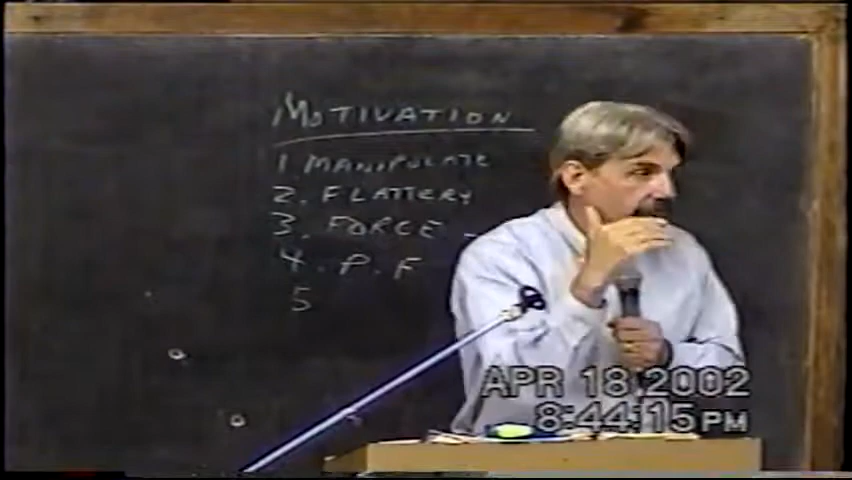 MOTIVATION
1 MANIPULATE
2. FLATTERY
3. FORCE -
4. P. F
5
APR 18 2002
8:44:15 PM